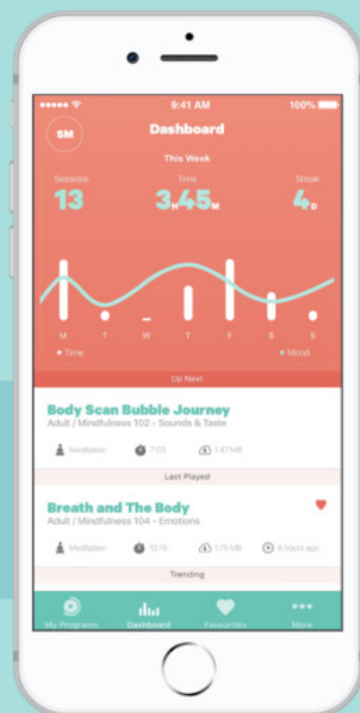 9:41 AM
100%
SM
Dashboard
This Week
Sessions
Time
Streak
13
3H45M
4D
M T W T F S S
Time
Mood
Up Next
Body Scan Bubble Journey
Adult / Mindfulness 102 - Sounds & Taste
Meditation
7:03
1.47 MB
Last Played
Breath and The Body
Adult / Mindfulness 104 - Emotions
Meditation
10:19
1.75 MB
6 hours ago
Trending
My Programs
Dashboard
Favourites
More